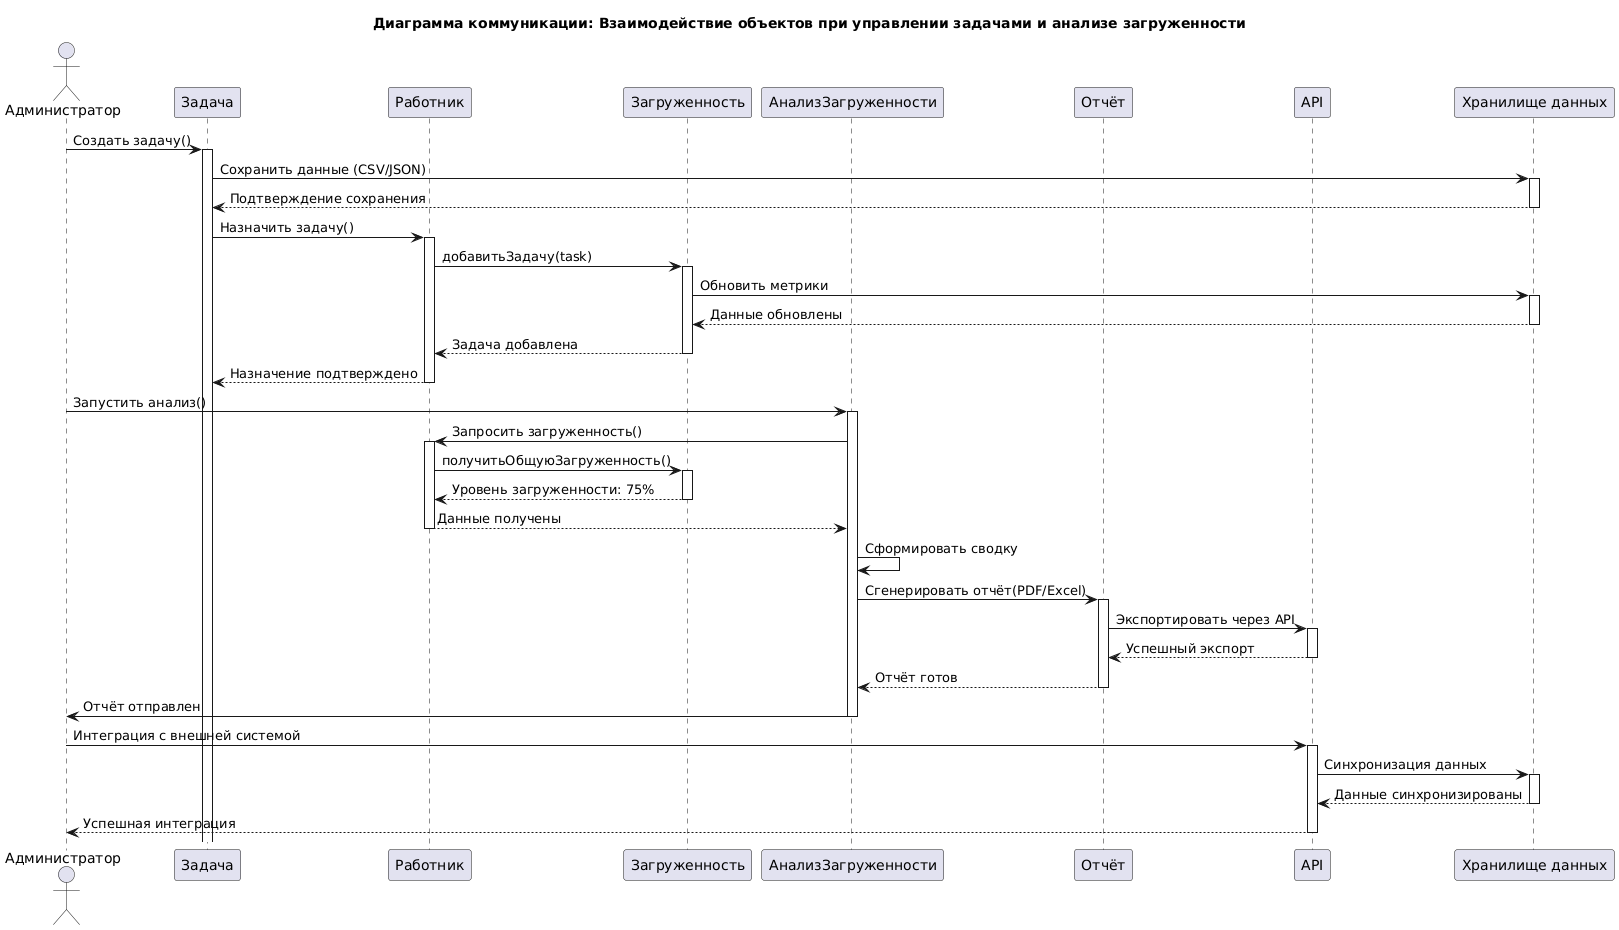 Диаграмма коммуникации: Взаимодействие объектов при управлении задачами и анализе загруженности
Администратор
Задача
Работник
Загруженность
АнализЗагруженности
Отчёт
API
Хранилище данных
Создать задачу()
Сохранить данные (CSV/JSON)
Подтверждение сохранения
Назначить задачу()
добавитьЗадачу(task)
Обновить метрики
Данные обновлены
Задача добавлена
Назначение подтверждено
Запустить анализ()
Запросить загруженность()
получитьОбщуюЗагруженность()
Уровень загруженности: 75%
Данные получены
Сформировать сводку
Сгенерировать отчёт(PDF/Excel)
Экспортировать через API
Успешный экспорт
Отчёт готов
Отчёт отправлен
Интеграция с внешней системой
Синхронизация данных
Данные синхронизированы
Успешная интеграция
Администратор
Задача
Работник
Загруженность
АнализЗагруженности
Отчёт
API
Хранилище данных